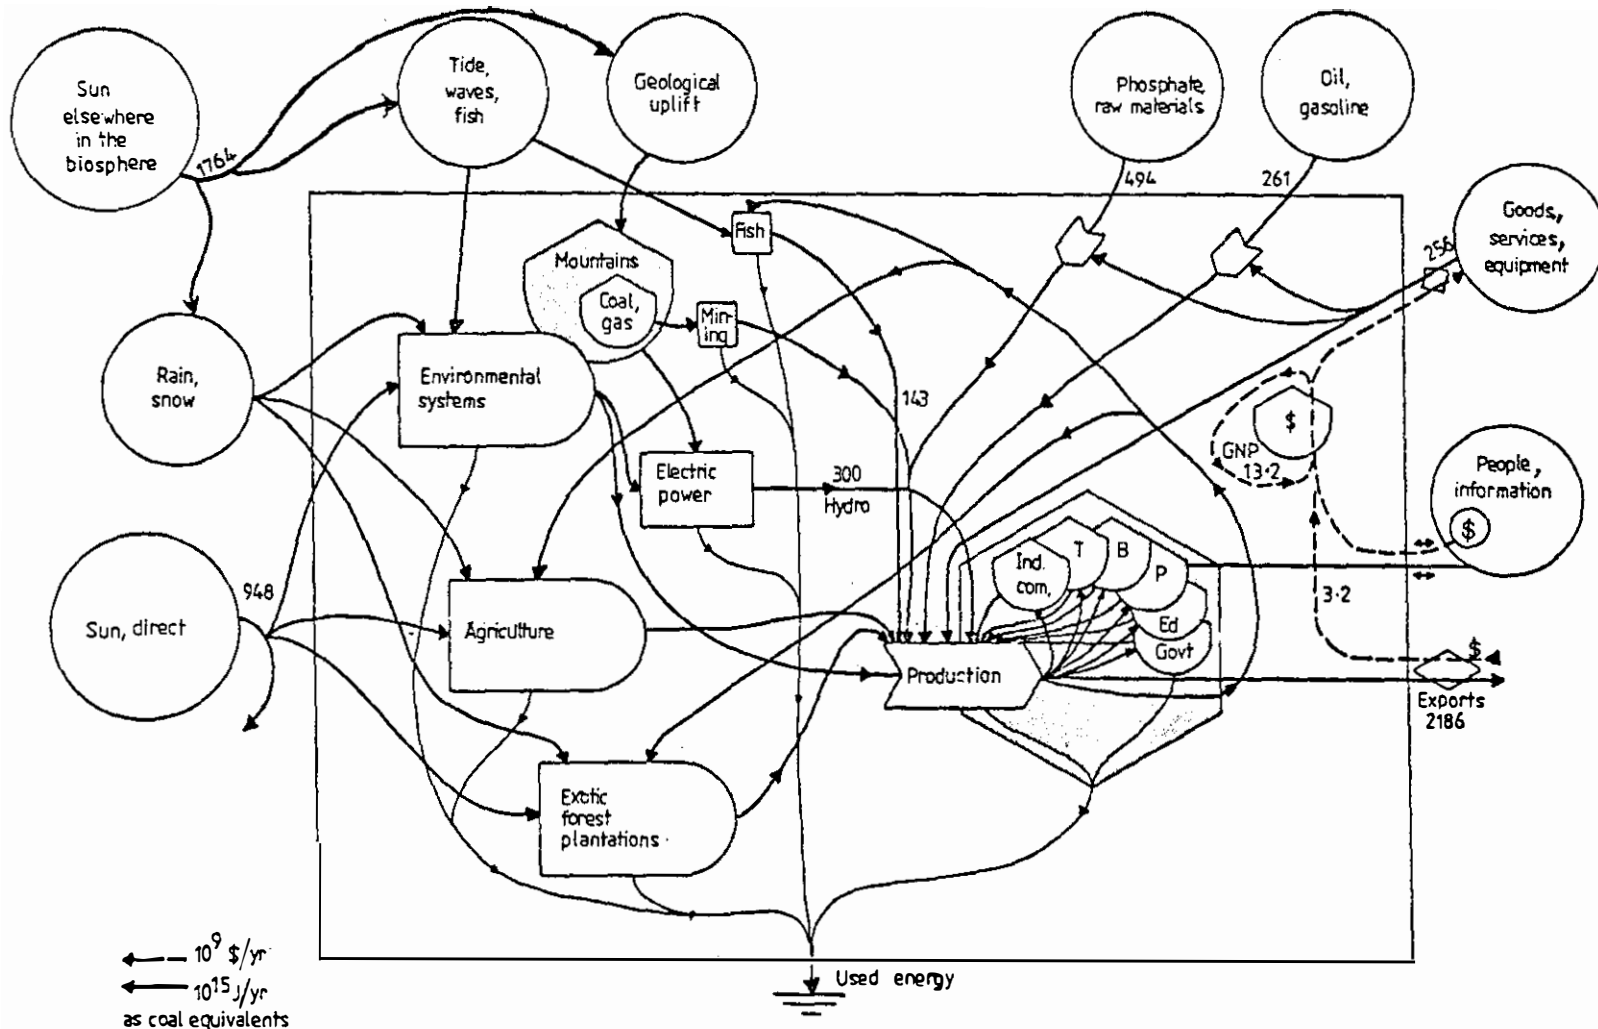 Sun
elsewhere
in the
biosphere
1764
Tide,
waves,
fish
Geological
uplift
Phosphate,
raw materials
494
Oil,
gasoline
261
Goods,
services,
equipment
256
Fish
Mountains
Coal,
gas
Min-
ing
Rain,
snow
Environmental
systems
143
$
GNP
13·2
People,
information
$
Electric
power
300
Hydro
Ind.
com,
T
B
P
Ed
Govt
3·2
Sun, direct
948
Agriculture
Production
$
Exports
2186
Exotic
forest
plantations
10⁹ $/yr
10¹⁵ J/yr
as coal equivalents
Used energy